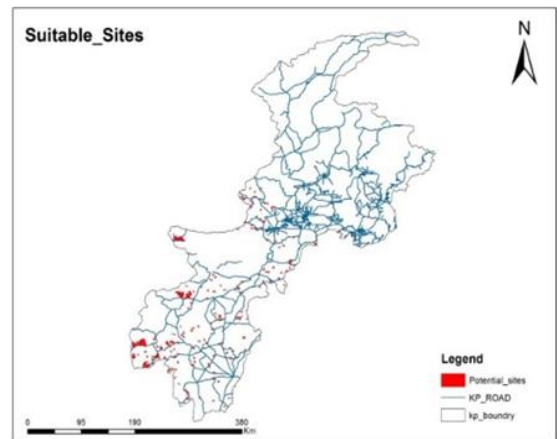 Suitable_Sites
N
Legend
Potential_sites
KP_ROAD
kp_boundry
0 95 190 380
Km